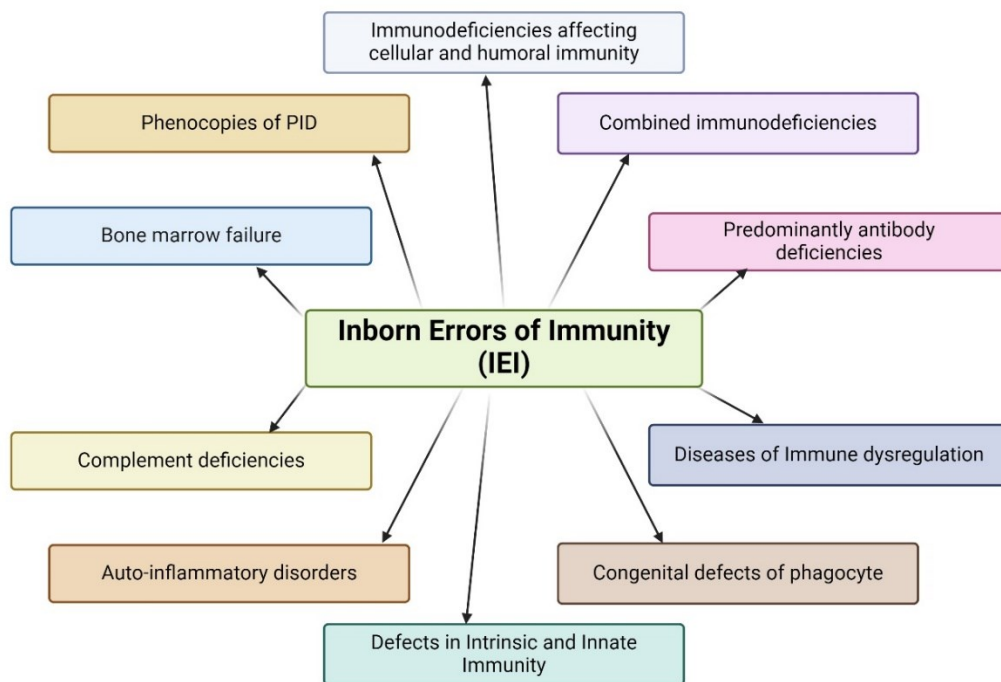 Immunodeficiencies affecting
cellular and humoral immunity
Phenocopies of PID
Combined immunodeficiencies
Bone marrow failure
Predominantly antibody
deficiencies
Inborn Errors of Immunity
(IEI)
Complement deficiencies
Diseases of Immune dysregulation
Auto-inflammatory disorders
Congenital defects of phagocyte
Defects in Intrinsic and Innate
Immunity